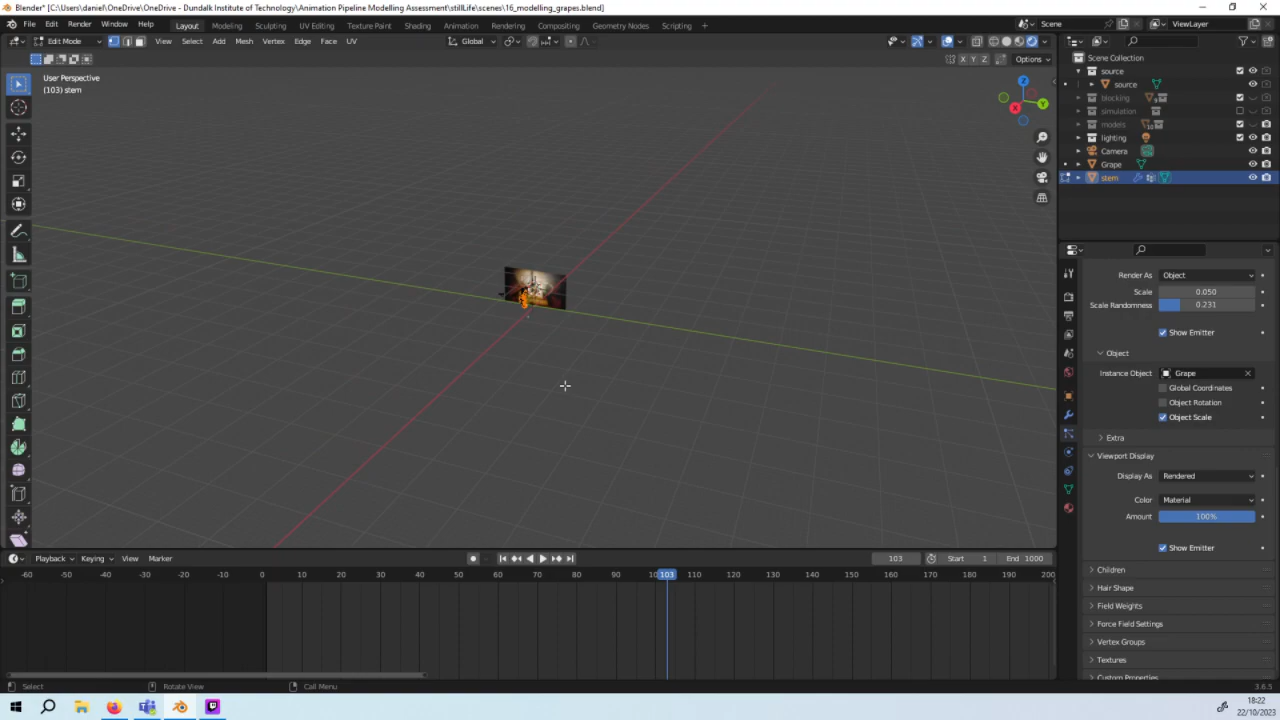 Blender* [C:\Users\daniel\OneDrive\OneDrive - Dundalk Institute of Technology\Animation Pipeline Modelling Assessment\stillLife\scenes\16_modelling_grapes.blend]
File Edit Render Window Help Layout Modeling Sculpting UV Editing Texture Paint Shading Animation Rendering Compositing Geometry Nodes Scripting + Scene ViewLayer
Edit Mode View Select Add Mesh Vertex Edge Face UV Global
X Y Z Options
User Perspective
(103) stem
Z
Y
X
Scene Collection
source
source
blocking
simulation
models
lighting
Camera
Grape
stem
Render As Object
Scale 0.050
Scale Randomness 0.231
Show Emitter
Object
Instance Object Grape
Global Coordinates
Object Rotation
Object Scale
Extra
Viewport Display
Display As Rendered
Color Material
Amount 100%
Show Emitter
Children
Hair Shape
Field Weights
Force Field Settings
Vertex Groups
Textures
Custom Properties
Playback Keying View Marker 103 Start 1 End 1000
-60 -50 -40 -30 -20 -10 0 10 20 30 40 50 60 70 80 90 103 110 120 130 140 150 160 170 180 190 200
Select Rotate View Call Menu 3.6.5
18:22
22/10/2023